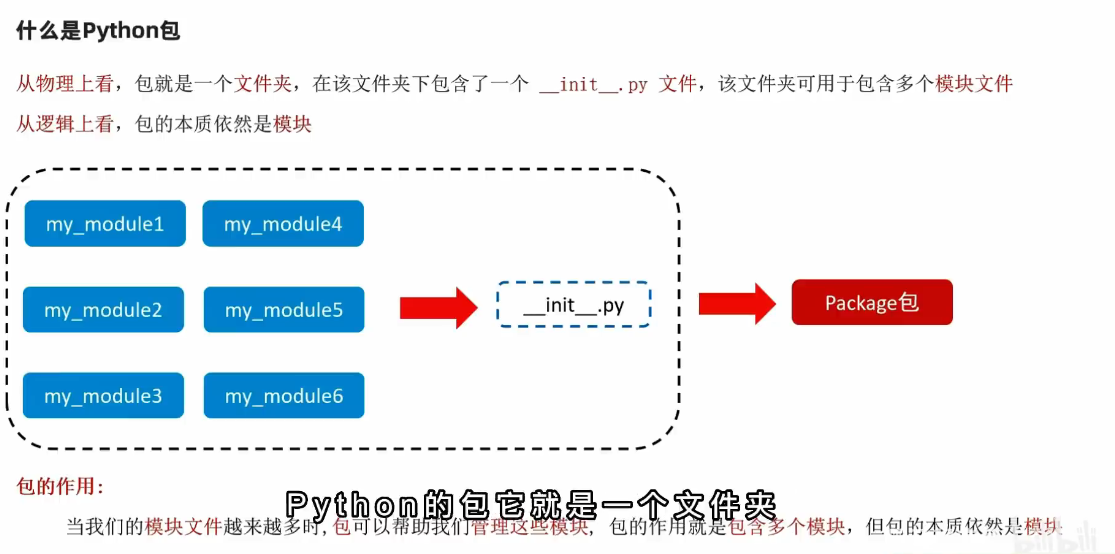 什么是Python包
从物理上看，包就是一个文件夹，在该文件夹下包含了一个 __init__.py 文件，该文件夹可用于包含多个模块文件
从逻辑上看，包的本质依然是模块
my_module1 my_module4
my_module2 my_module5
__init__.py
Package包
my_module3 my_module6
包的作用:
Python的包它就是一个文件夹
当我们的模块文件越来越多时,包可以帮助我们管理这些模块, 包的作用就是包含多个模块，但包的本质依然是模块
bilibili